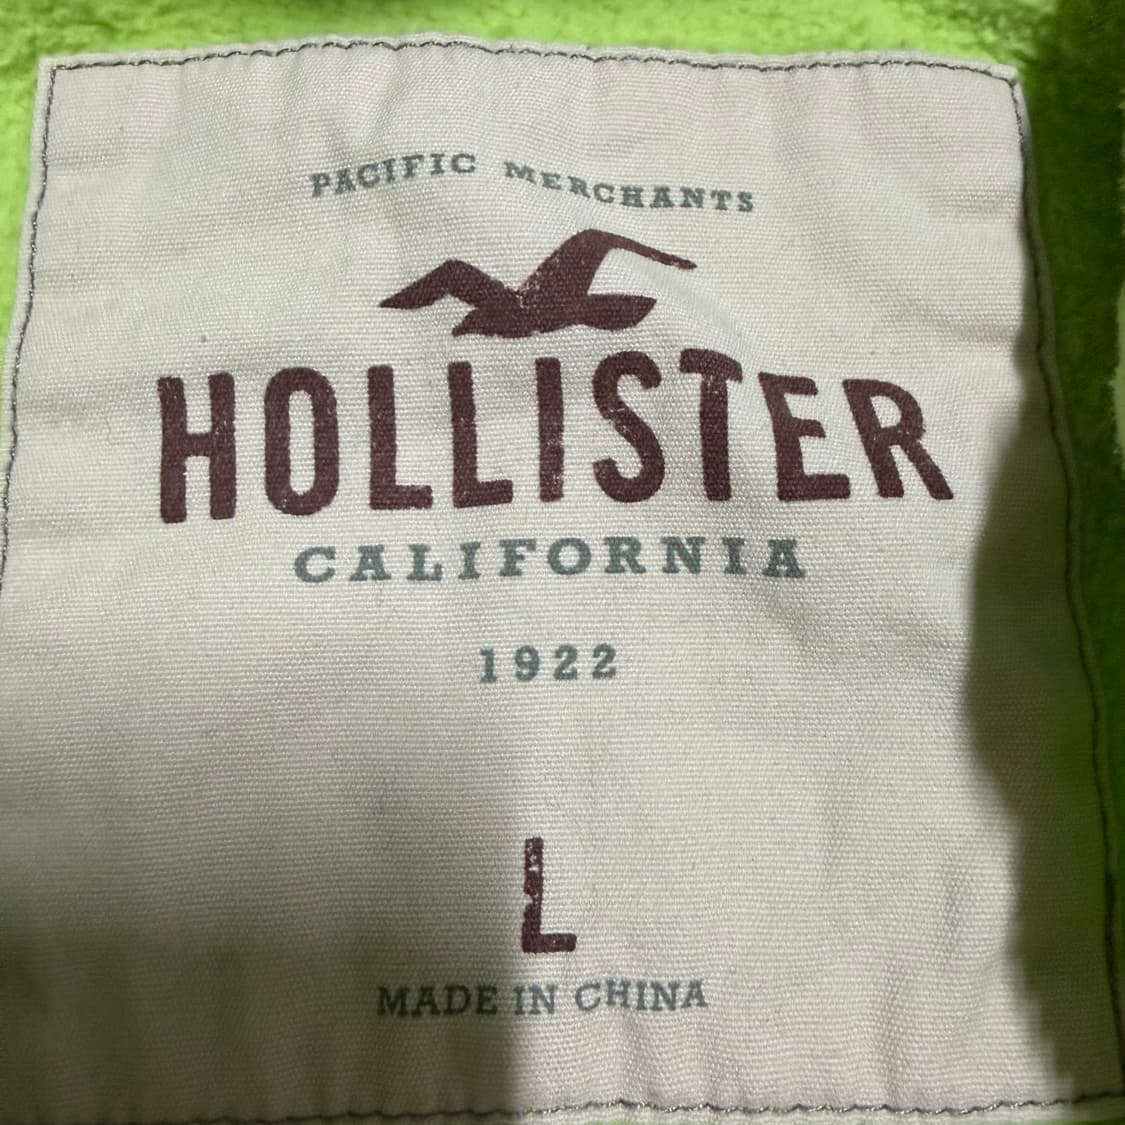 PACIFIC MERCHANTS
HOLLISTER
CALIFORNIA
1922
L
MADE IN CHINA